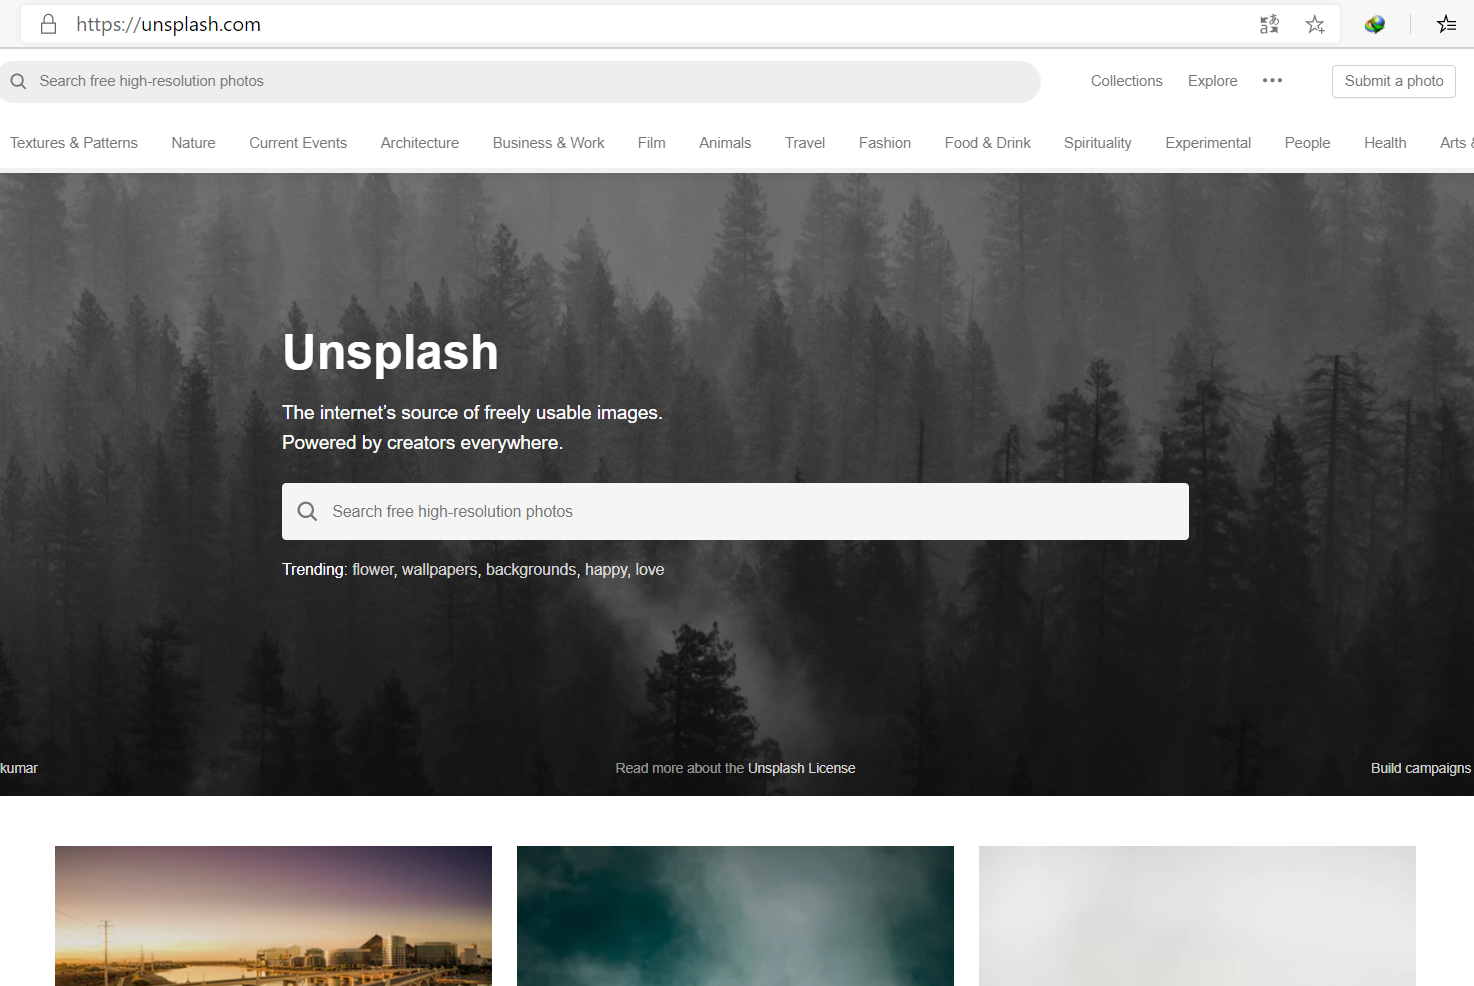 https://unsplash.com
Search free high-resolution photos
Collections Explore ••• Submit a photo
Textures & Patterns Nature Current Events Architecture Business & Work Film Animals Travel Fashion Food & Drink Spirituality Experimental People Health Arts &
Unsplash
The internet’s source of freely usable images.
Powered by creators everywhere.
Search free high-resolution photos
Trending: flower, wallpapers, backgrounds, happy, love
kumar Read more about the Unsplash License Build campaigns